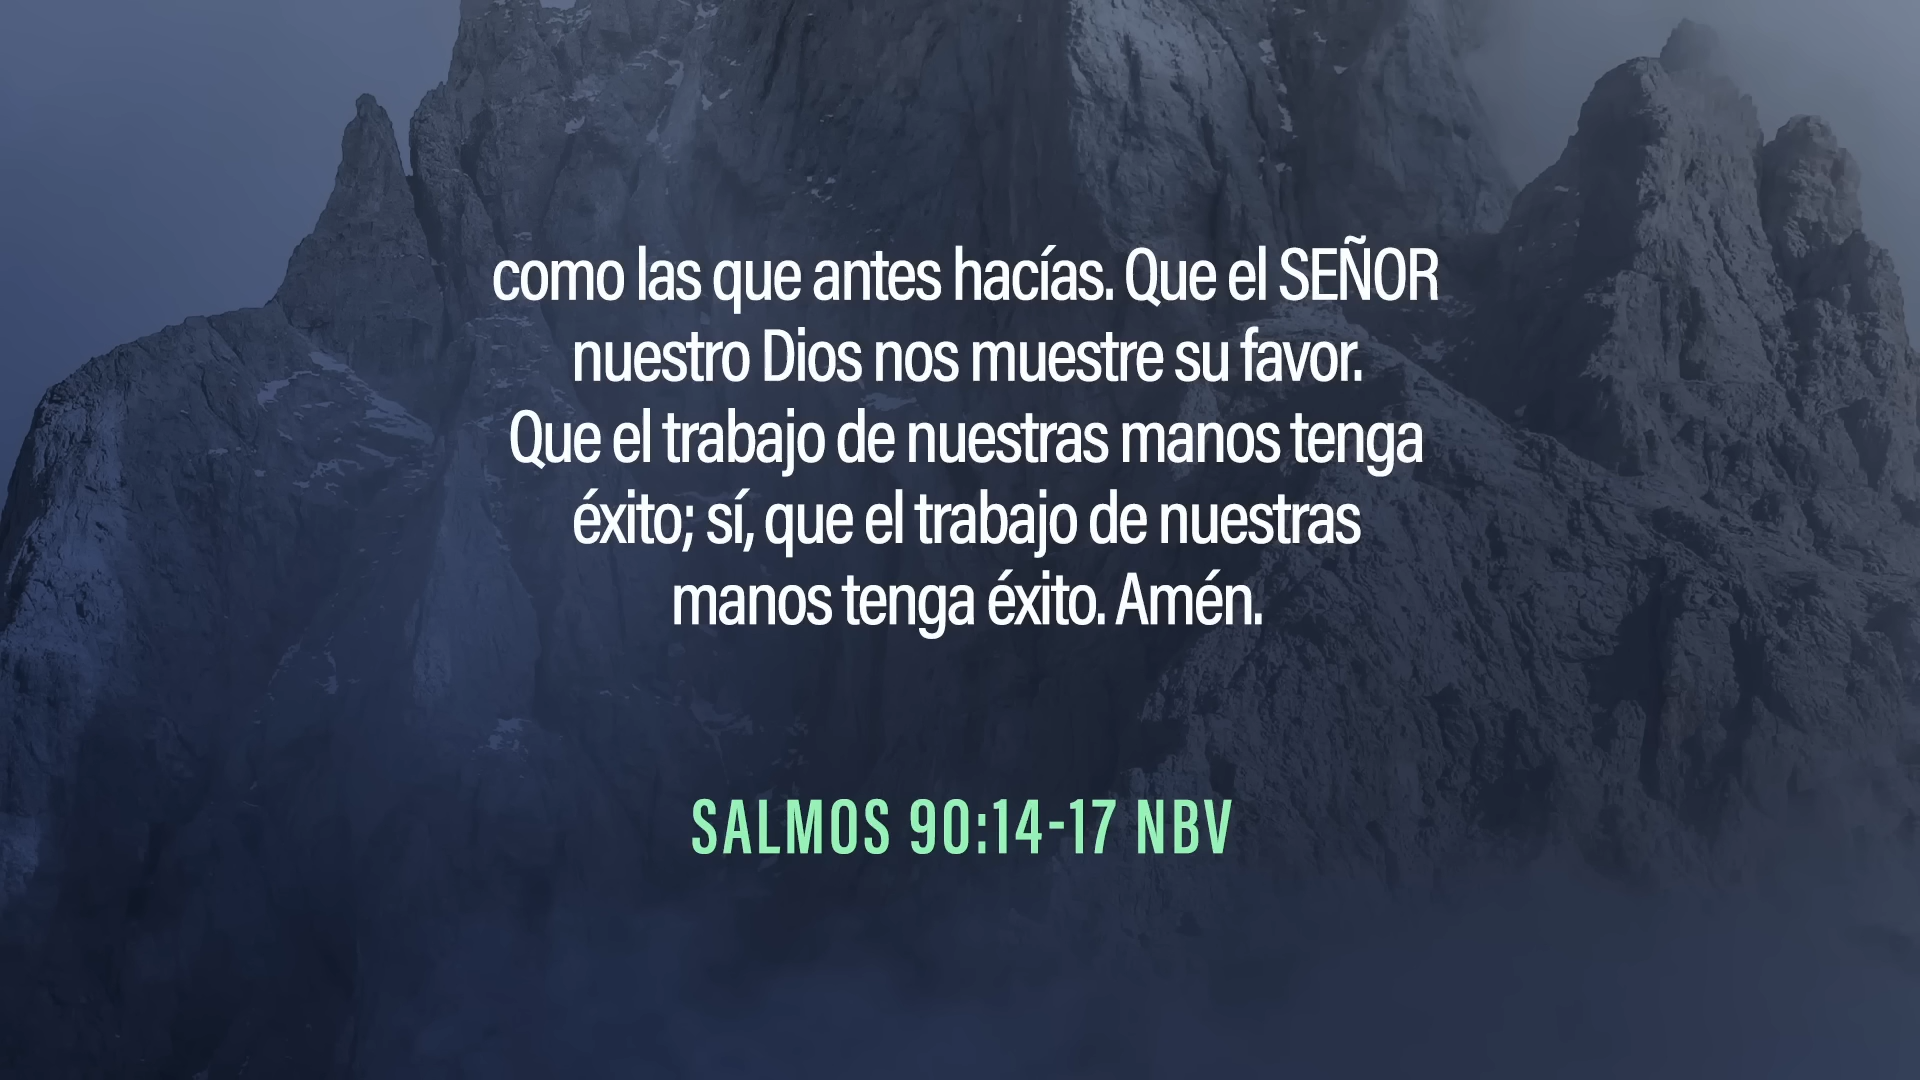 como las que antes hacías. Que el SEÑOR
nuestro Dios nos muestre su favor.
Que el trabajo de nuestras manos tenga
éxito; sí, que el trabajo de nuestras
manos tenga éxito. Amén.
SALMOS 90:14-17 NBV